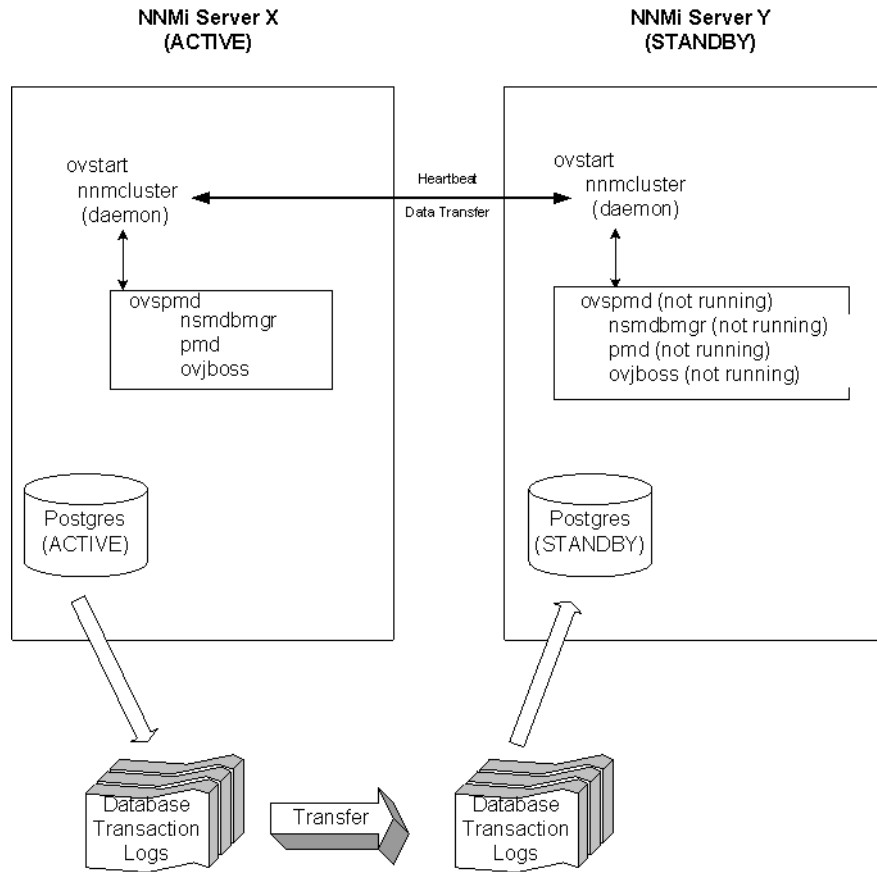 NNMi Server X
(ACTIVE)
NNMi Server Y
(STANDBY)
ovstart
nnmcluster
(daemon)
Heartbeat
Data Transfer
ovstart
nnmcluster
(daemon)
ovspmd
nsmdbmgr
pmd
ovjboss
ovspmd (not running)
nsmdbmgr (not running)
pmd (not running)
ovjboss (not running)
Postgres
(ACTIVE)
Postgres
(STANDBY)
Database
Transaction
Logs
Transfer
Database
Transaction
Logs